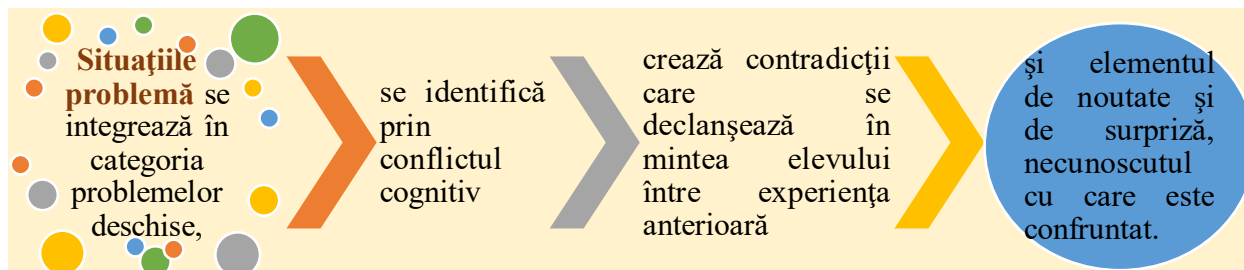 Situaţiile
problemă se
integrează în
categoria
problemelor
deschise,
se identifică
prin
conflictul
cognitiv
crează contradicţii
care se
declanşează în
mintea elevului
între experienţa
anterioară
şi elementul
de noutate şi
de surpriză,
necunoscutul
cu care este
confruntat.